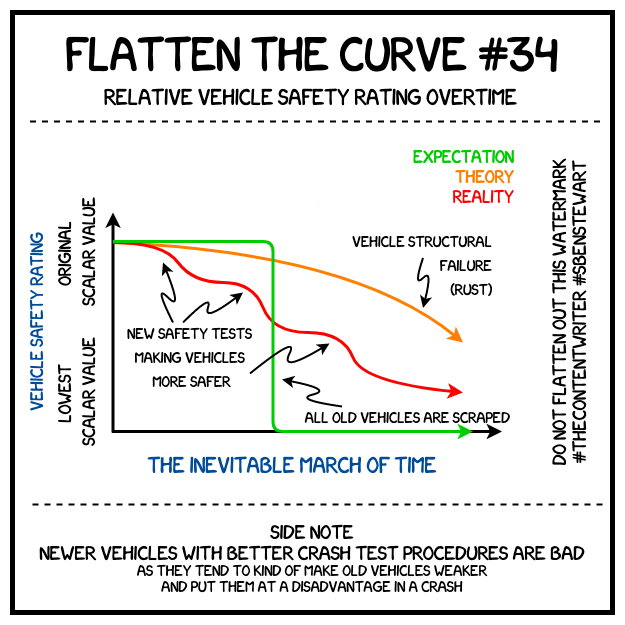 FLATTEN THE CURVE #34
RELATIVE VEHICLE SAFETY RATING OVERTIME
EXPECTATION
THEORY
REALITY
VEHICLE SAFETY RATING
ORIGINAL
SCALAR VALUE
LOWEST
SCALAR VALUE
VEHICLE STRUCTURAL
FAILURE
(RUST)
NEW SAFETY TESTS
MAKING VEHICLES
MORE SAFER
ALL OLD VEHICLES ARE SCRAPED
THE INEVITABLE MARCH OF TIME
DO NOT FLATTEN OUT THIS WATERMARK
#THECONTENTWRITER #SBENSTEWART
SIDE NOTE
NEWER VEHICLES WITH BETTER CRASH TEST PROCEDURES ARE BAD
AS THEY TEND TO KIND OF MAKE OLD VEHICLES WEAKER
AND PUT THEM AT A DISADVANTAGE IN A CRASH